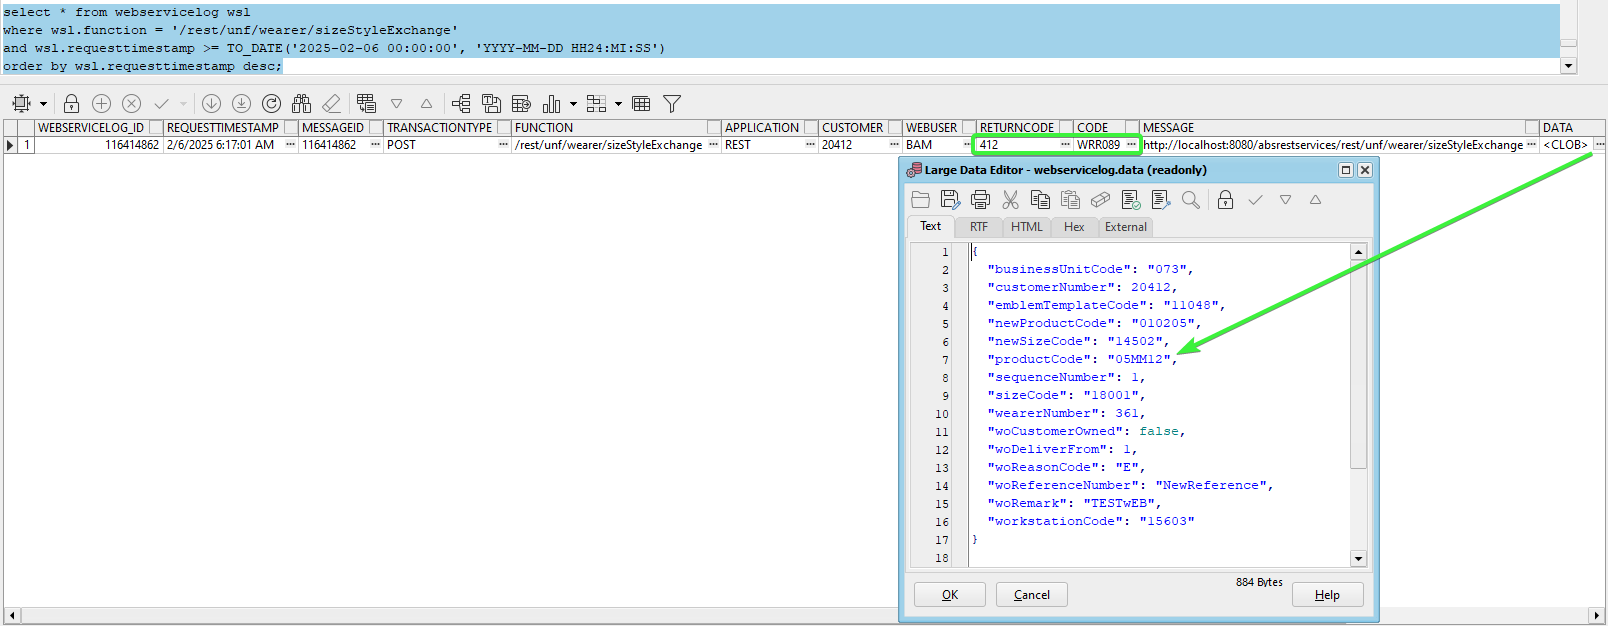 select * from webservicelog wsl
where wsl.function = '/rest/unf/wearer/sizeStyleExchange'
and wsl.requesttimestamp >= TO_DATE('2025-02-06 00:00:00', 'YYYY-MM-DD HH24:MI:SS')
order by wsl.requesttimestamp desc;
WEBSERVICELOG_ID REQUESTTIMESTAMP MESSAGEID TRANSACTIONTYPE FUNCTION APPLICATION CUSTOMER WEBUSER RETURNCODE CODE MESSAGE DATA
1 116414862 2/6/2025 6:17:01 AM 116414862 POST /rest/unf/wearer/sizeStyleExchange REST 20412 BAM 412 WRR089 http://localhost:8080/absrestservices/rest/unf/wearer/sizeStyleExchange <CLOB>
Large Data Editor - webservicelog.data (readonly)
Text RTF HTML Hex External
1 {
2 "businessUnitCode": "073",
3 "customerNumber": 20412,
4 "emblemTemplateCode": "11048",
5 "newProductCode": "010205",
6 "newSizeCode": "14502",
7 "productCode": "05MM12",
8 "sequenceNumber": 1,
9 "sizeCode": "18001",
10 "wearerNumber": 361,
11 "woCustomerOwned": false,
12 "woDeliverFrom": 1,
13 "woReasonCode": "E",
14 "woReferenceNumber": "NewReference",
15 "woRemark": "TESTwEB",
16 "workstationCode": "15603"
17 }
18
884 Bytes
OK Cancel Help